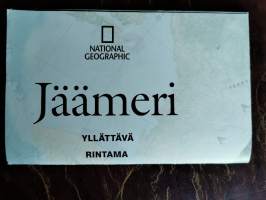 NATIONAL
GEOGRAPHIC
Jäämeri
YLLÄTTÄVÄ
RINTAMA